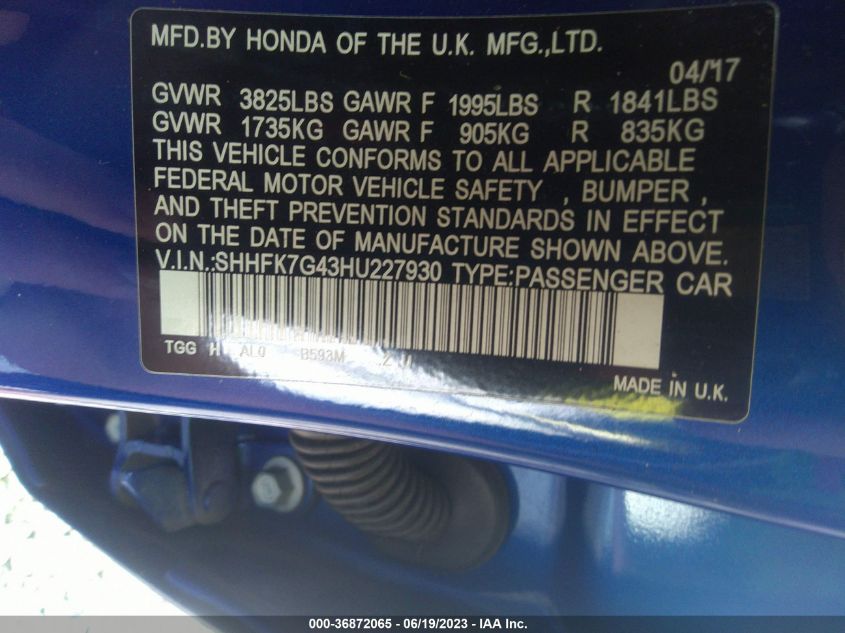 MFD.BY HONDA OF THE U.K. MFG.,LTD.
04/17
GVWR 3825LBS GAWR F 1995LBS R 1841LBS
GVWR 1735KG GAWR F 905KG R 835KG
THIS VEHICLE CONFORMS TO ALL APPLICABLE
FEDERAL MOTOR VEHICLE SAFETY , BUMPER ,
AND THEFT PREVENTION STANDARDS IN EFFECT
ON THE DATE OF MANUFACTURE SHOWN ABOVE.
V.I.N.:SHHFK7G43HU227930 TYPE:PASSENGER CAR
TGG H AL0 B593M
MADE IN U.K.
000-36872065 - 06/19/2023 - IAA Inc.